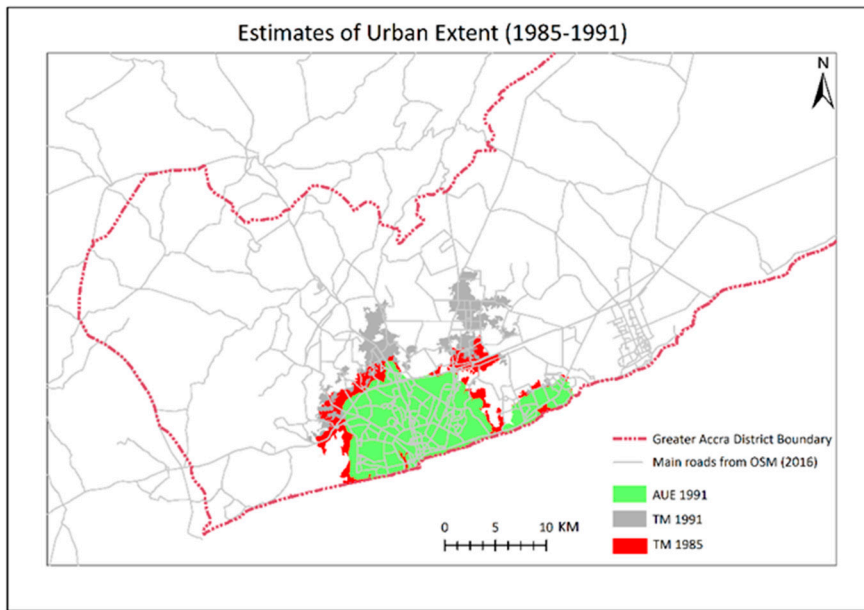 Estimates of Urban Extent (1985-1991)
N
Greater Accra District Boundary
Main roads from OSM (2016)
AUE 1991
TM 1991
TM 1985
0 5 10 KM